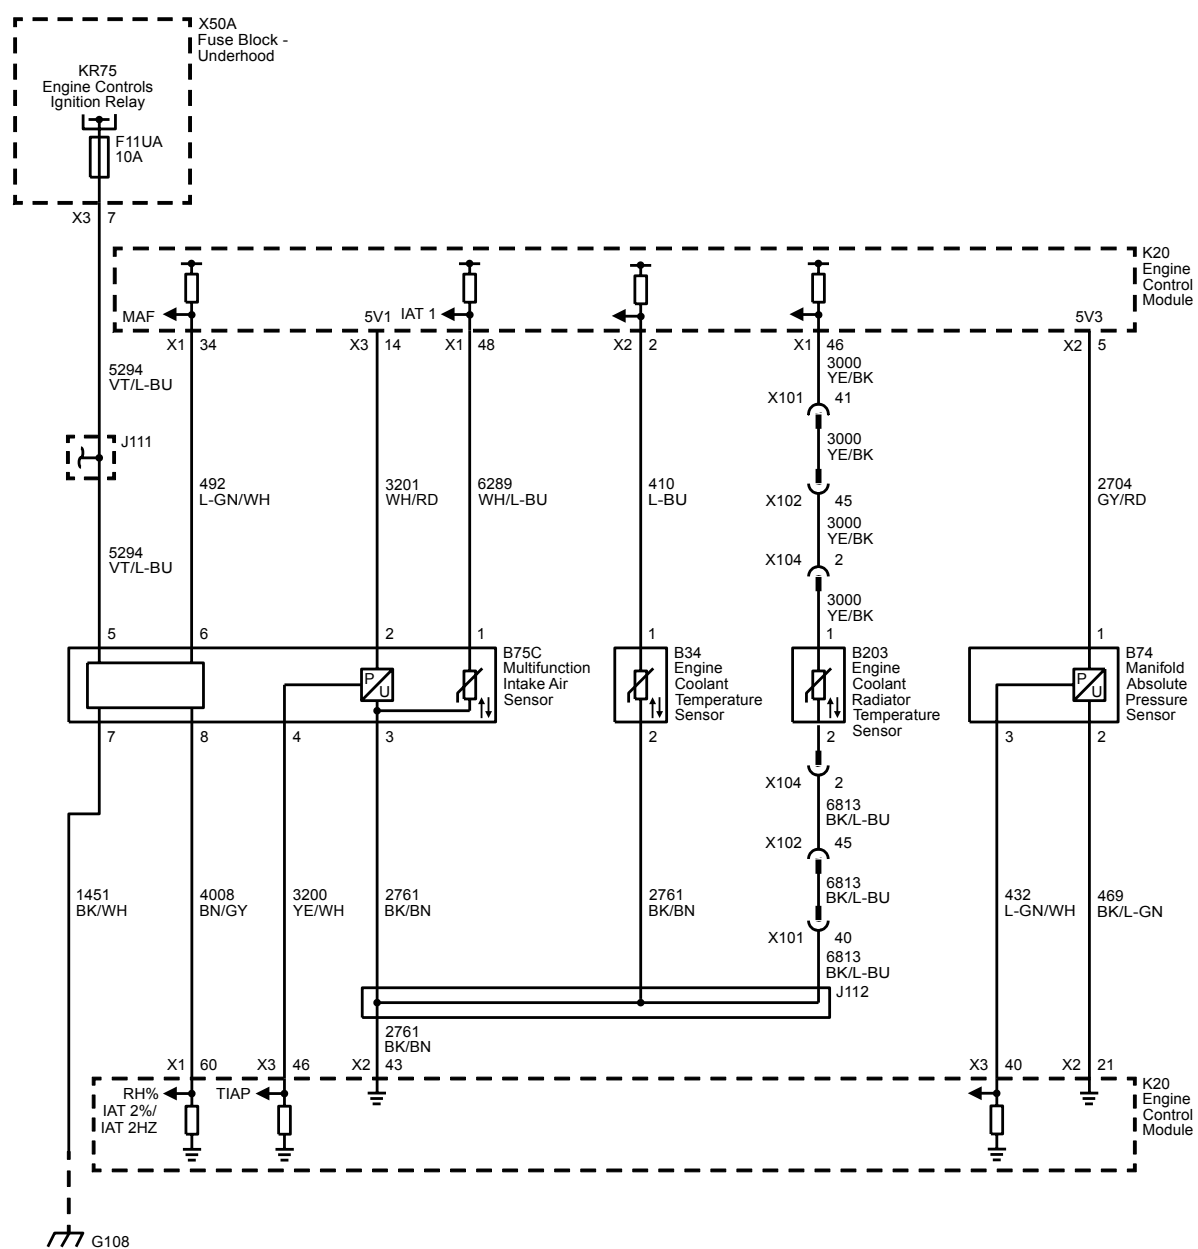 X50A
Fuse Block -
Underhood
KR75
Engine Controls
Ignition Relay
F11UA
10A
X3 7
K20
Engine
Control
Module
MAF
5V1
IAT 1
5V3
X1 34
X3 14
X1 48
X2 2
X1 46
X2 5
5294
VT/L-BU
3000
YE/BK
X101 41
J111
3000
YE/BK
492
L-GN/WH
3201
WH/RD
6289
WH/L-BU
410
L-BU
X102 45
2704
GY/RD
3000
YE/BK
5294
VT/L-BU
X104 2
3000
YE/BK
5
6
2
1
1
1
1
B75C
Multifunction
Intake Air
Sensor
P
U
B34
Engine
Coolant
Temperature
Sensor
B203
Engine
Coolant
Radiator
Temperature
Sensor
P
U
B74
Manifold
Absolute
Pressure
Sensor
7
8
4
3
2
2
3
2
X104 2
6813
BK/L-BU
X102 45
1451
BK/WH
4008
BN/GY
3200
YE/WH
2761
BK/BN
2761
BK/BN
6813
BK/L-BU
432
L-GN/WH
469
BK/L-GN
X101 40
6813
BK/L-BU
J112
2761
BK/BN
X1 60
X3 46
X2 43
X3 40
X2 21
RH%
IAT 2%/
IAT 2HZ
TIAP
K20
Engine
Control
Module
G108